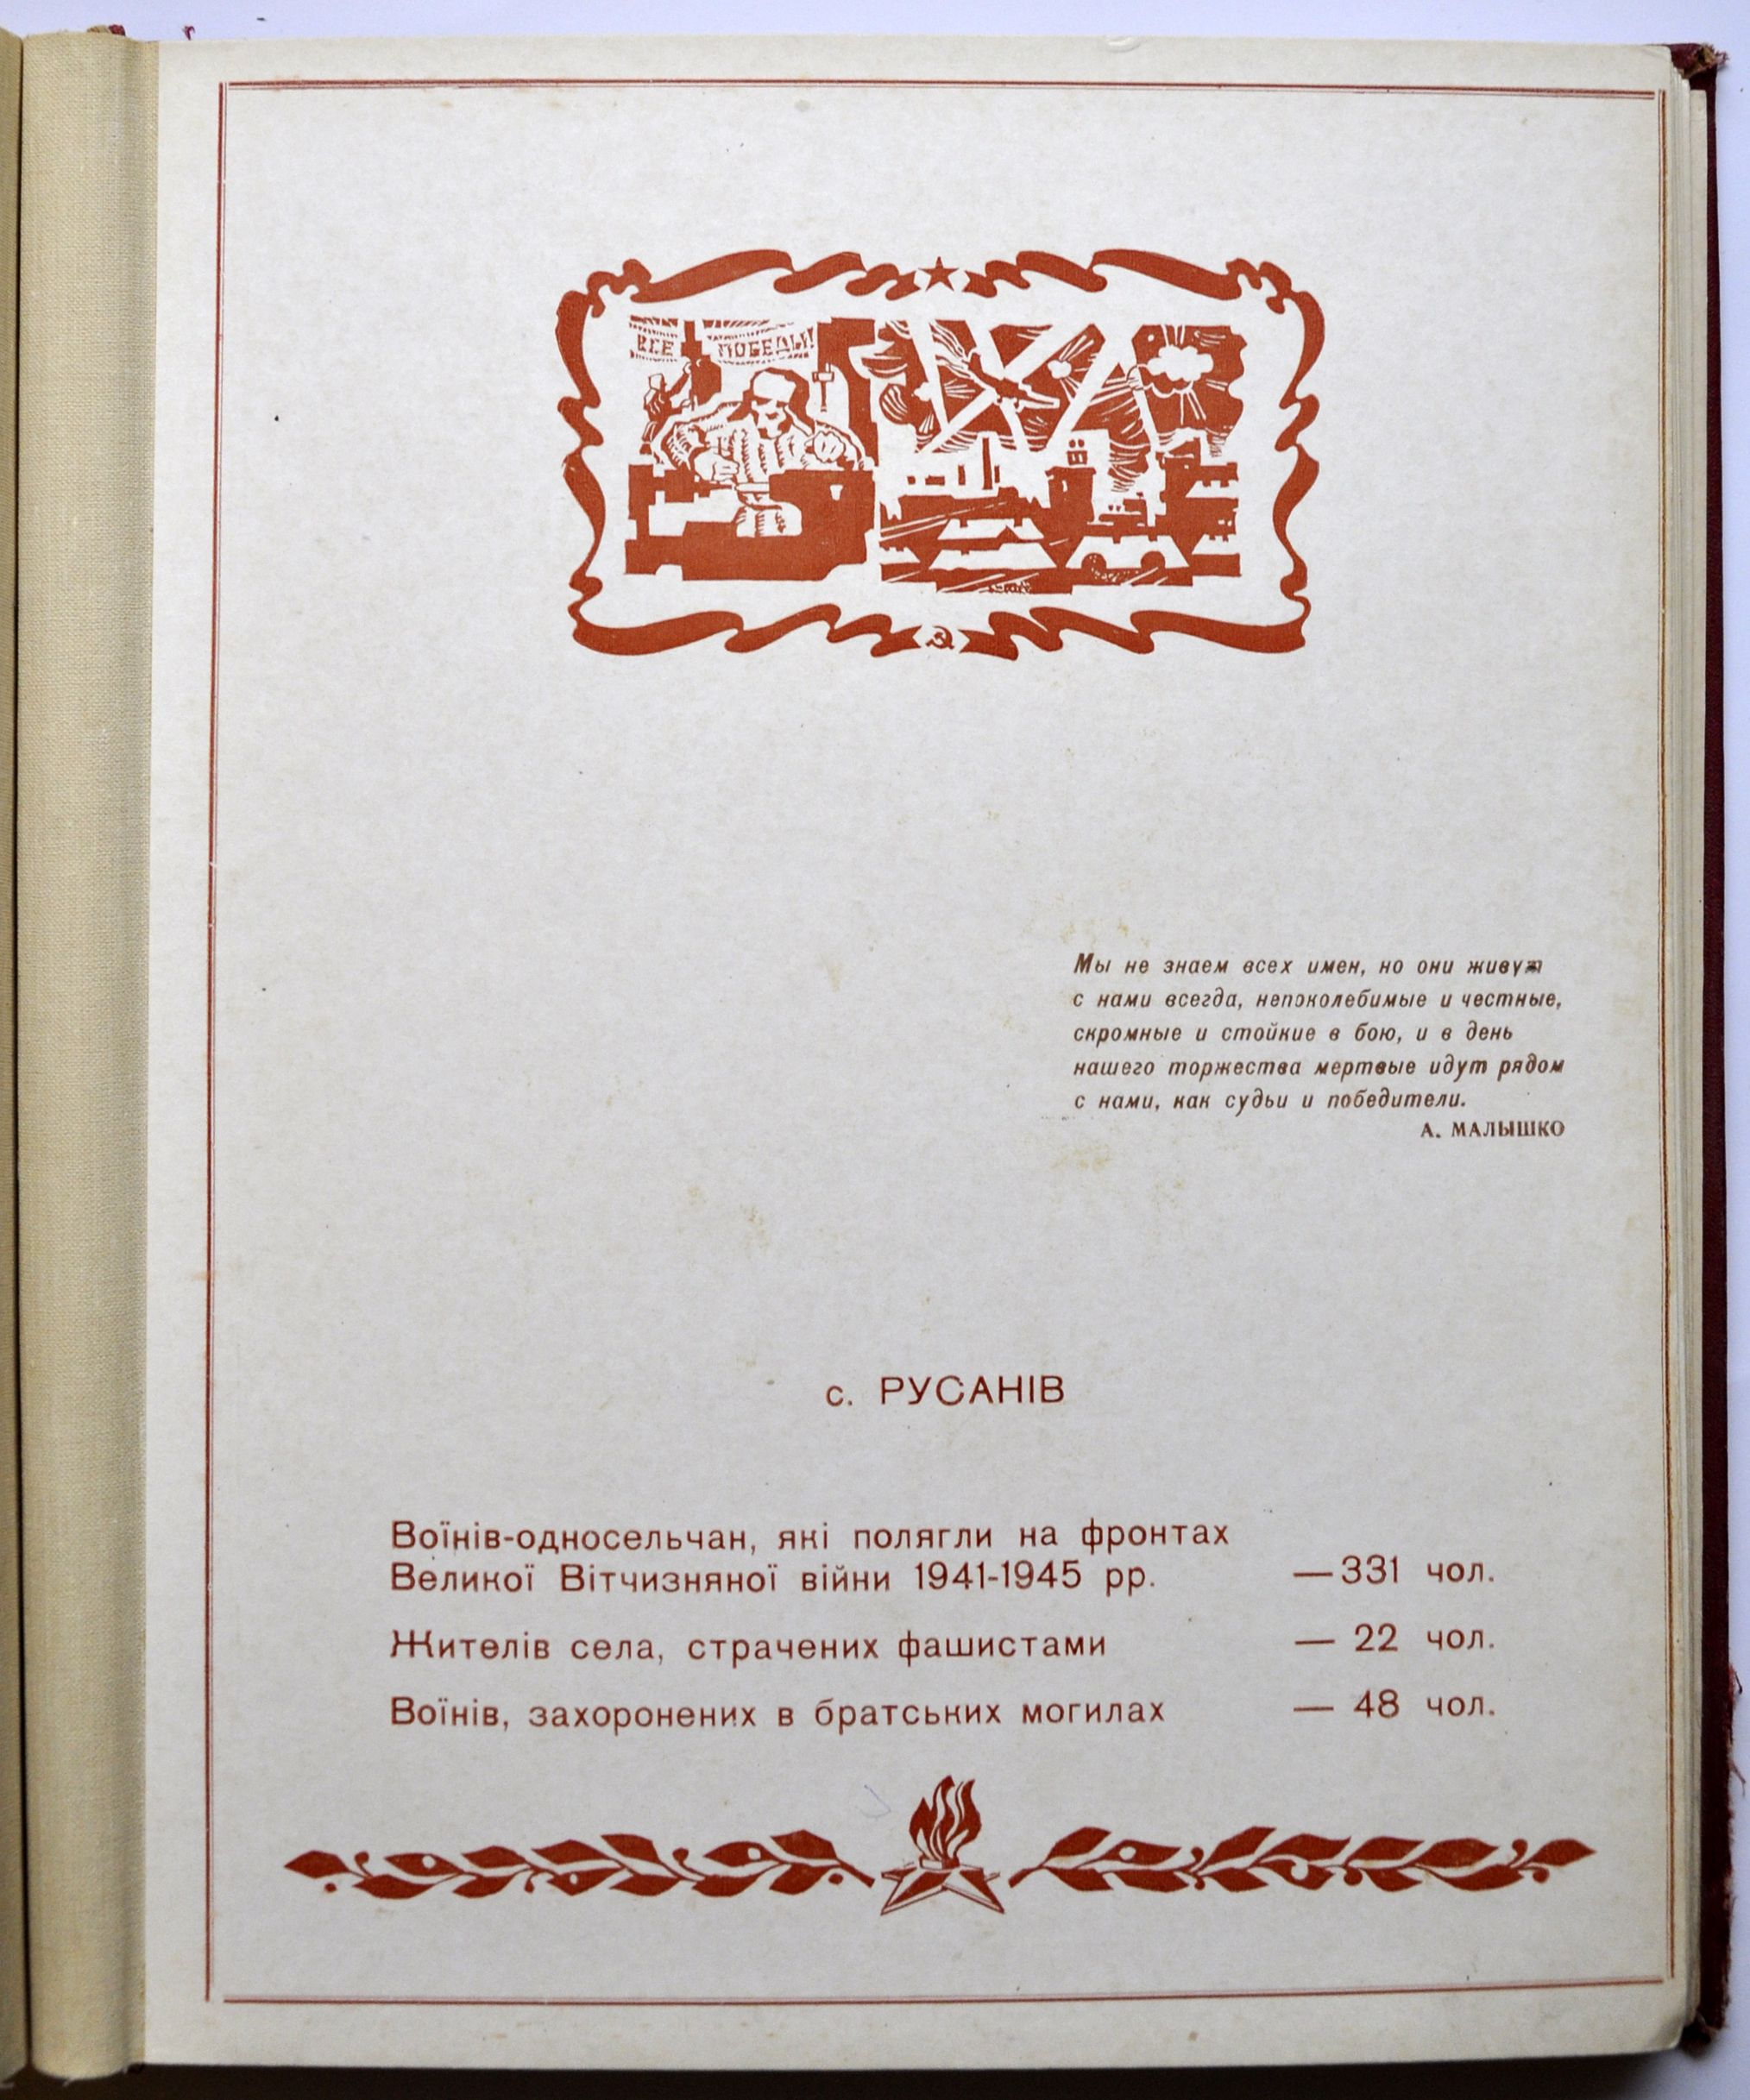 ВСЕ ПОБЕДЫ!
Мы не знаем всех имен, но они живут
с нами всегда, непоколебимые и честные,
скромные и стойкие в бою, и в день
нашего торжества мертвые идут рядом
с нами, как судьи и победители.
А. МАЛЫШКО
с. РУСАНІВ
Воїнів-односельчан, які полягли на фронтах
Великої Вітчизняної війни 1941-1945 рр. —331 чол.
Жителів села, страчених фашистами — 22 чол.
Воїнів, захоронених в братських могилах — 48 чол.